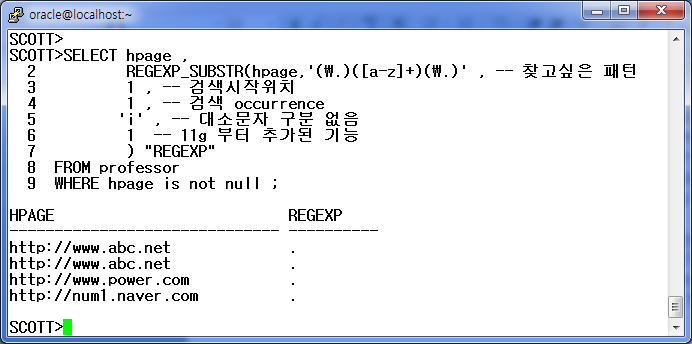 oracle@localhost:~
SCOTT>
SCOTT>SELECT hpage ,
2 REGEXP_SUBSTR(hpage,'(₩.)([a-z]+)(₩.)' , -- 찾고싶은 패턴
3 1 , -- 검색시작위치
4 1 , -- 검색 occurrence
5 'i' , -- 대소문자 구분 없음
6 1 -- 11g 부터 추가된 기능
7 ) "REGEXP"
8 FROM professor
9 WHERE hpage is not null ;
HPAGE REGEXP
------------------------------ ----------
http://www.abc.net .
http://www.abc.net .
http://www.power.com .
http://num1.naver.com .
SCOTT>